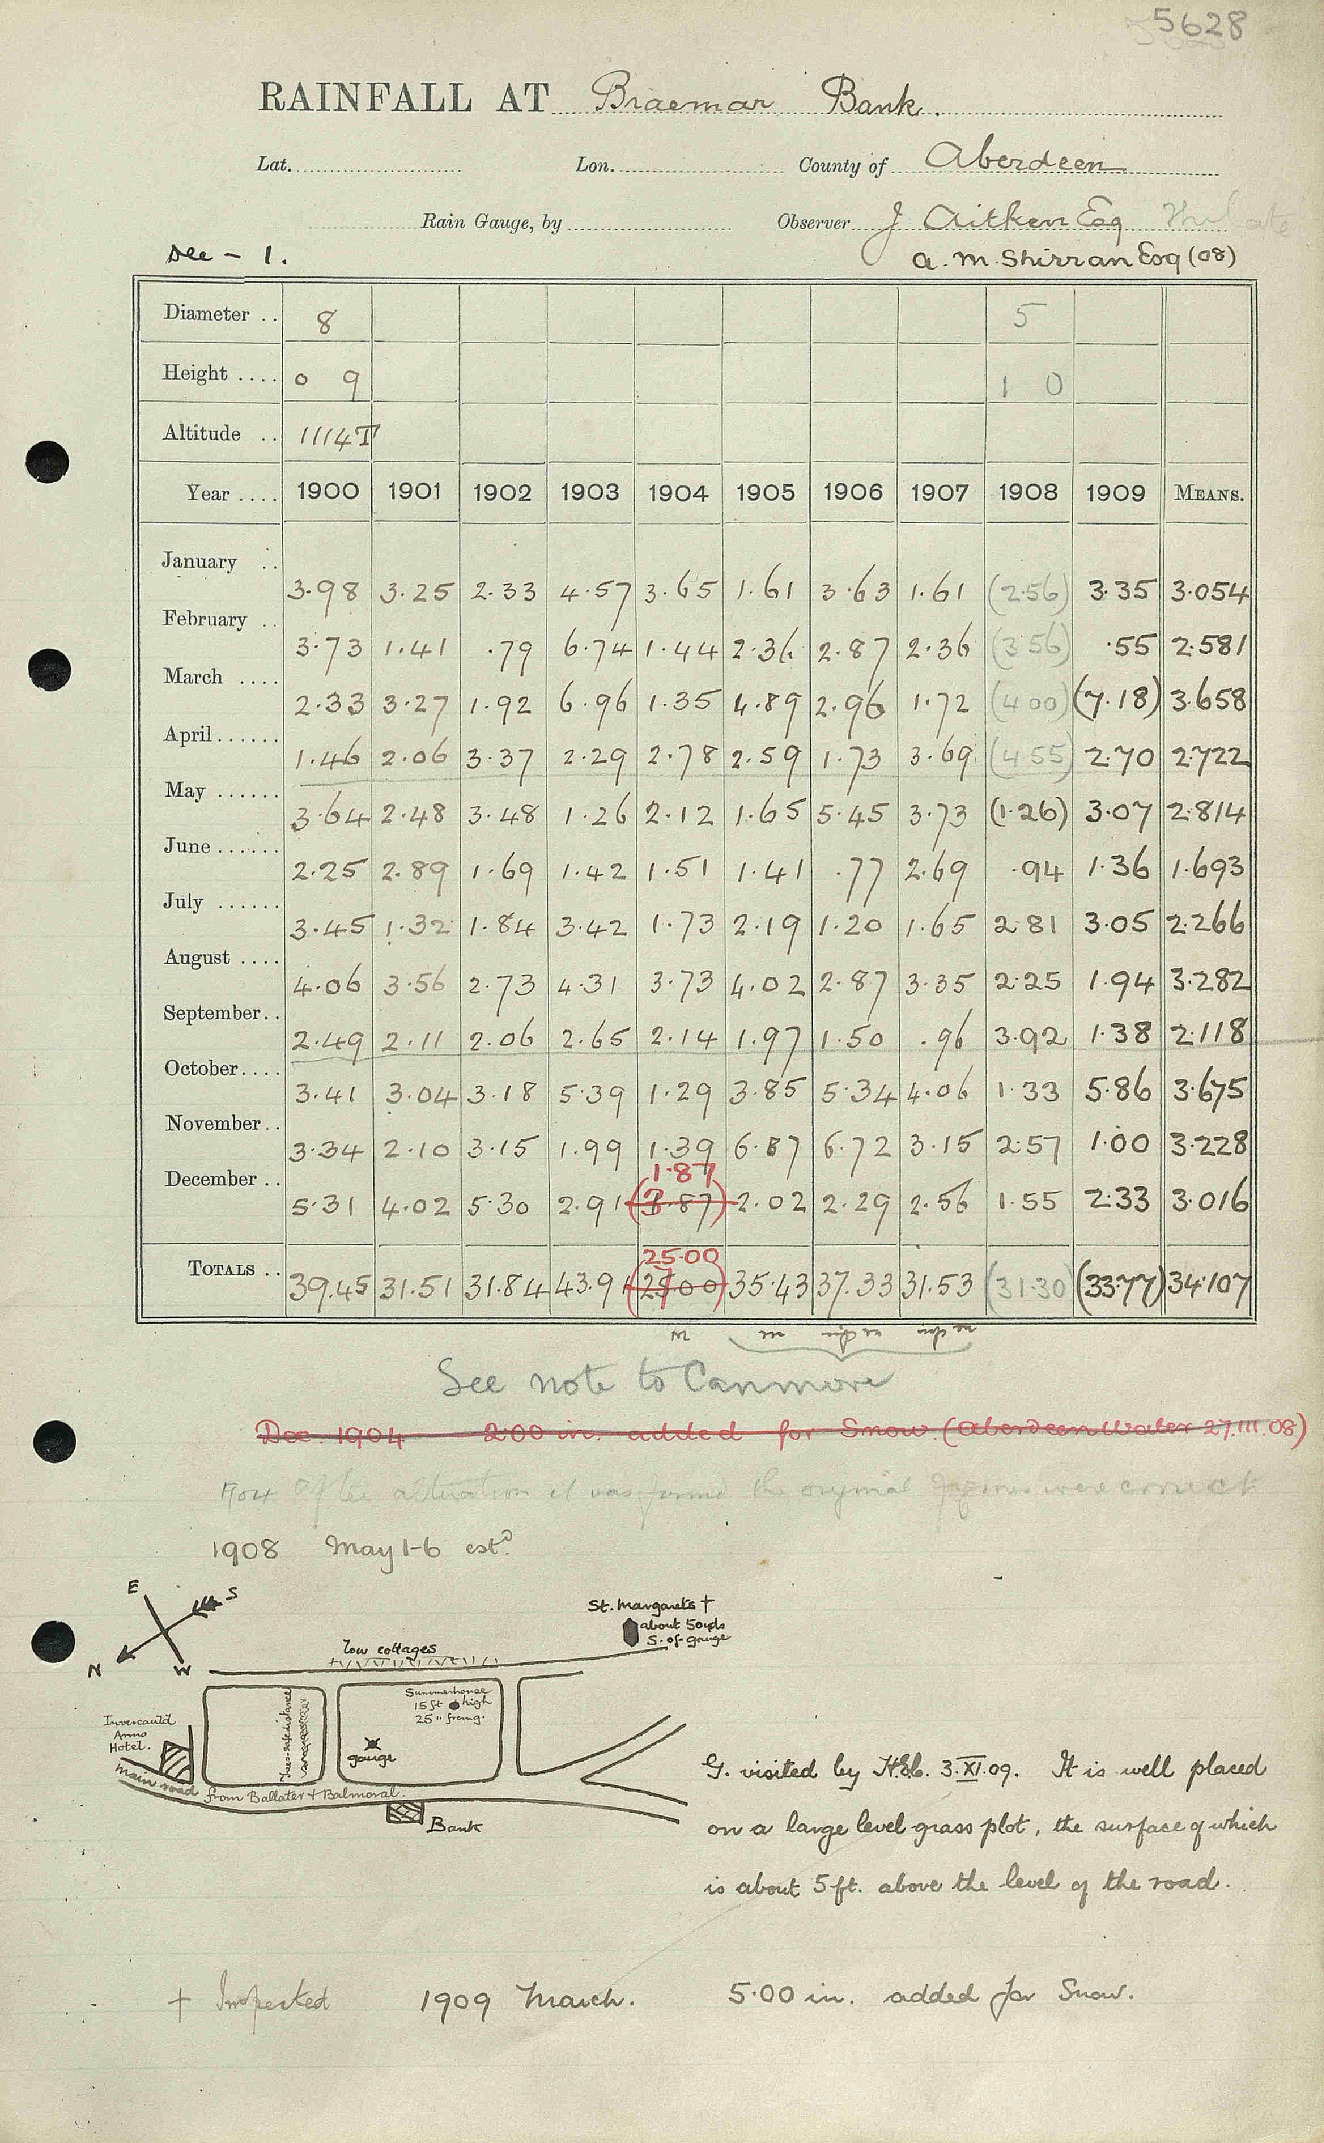 5628
RAINFALL AT Braemar Bank.
Lat. Lon. County of Aberdeen
Rain Gauge, by Observer J Aitken Esq
Dec - 1. A. M. Shirran Esq (08)
Diameter .. 8 5
Height .... 0 9 1 0
Altitude .. 1114T
Year .... 1900 1901 1902 1903 1904 1905 1906 1907 1908 1909 MEANS.
January .. 3.98 3.25 2.33 4.57 3.65 1.61 3.63 1.61 (2.56) 3.35 3.054
February .. 3.73 1.41 .79 6.74 1.44 2.36 2.87 2.36 (3.56) .55 2.581
March .... 2.33 3.27 1.92 6.96 1.35 4.89 2.96 1.72 (4.00) (7.18) 3.658
April ...... 1.46 2.06 3.37 2.29 2.78 2.59 1.73 3.69 (4.55) 2.70 2.722
May ...... 3.64 2.48 3.48 1.26 2.12 1.65 5.45 3.73 (1.26) 3.07 2.814
June ...... 2.25 2.89 1.69 1.42 1.51 1.41 .77 2.69 .94 1.36 1.693
July ...... 3.45 1.32 1.84 3.42 1.73 2.19 1.20 1.65 2.81 3.05 2.266
August .... 4.06 3.56 2.73 4.31 3.73 4.02 2.87 3.35 2.25 1.94 3.282
September .. 2.49 2.11 2.06 2.65 2.14 1.97 1.50 .96 3.92 1.38 2.118
October .... 3.41 3.04 3.18 5.39 1.29 3.85 5.34 4.06 1.33 5.86 3.675
November .. 3.34 2.10 3.15 1.99 1.39 6.87 6.72 3.15 2.57 1.00 3.228
1.87
December .. 5.31 4.02 5.30 2.91 (3.87) 2.02 2.29 2.56 1.55 2.33 3.016
25.00
TOTALS .. 39.45 31.51 31.84 43.91 (27.00) 35.43 37.33 31.53 (31.30) (33.77) 34.107
See note to Canmore
Dec. 1904 2.00 in. added for Snow. (Aberdeen Water 27.III.08)
1904 After alteration it was found the original figures were correct
1908 May 1-6 estd.
E S
N W
St. Margarets †
about 50 yds
S. of gauge
low cottages
Summerhouse
15 ft high
25" from g.
Trees-safe distance
Invercauld
Arms
Hotel.
gauge
main road from Ballater & Balmoral.
Bank
G. visited by 3.XI.09. It is well placed
on a large level grass plot, the surface of which
is about 5 ft. above the level of the road.
† Inspected 1909 March. 5.00 in. added for Snow.